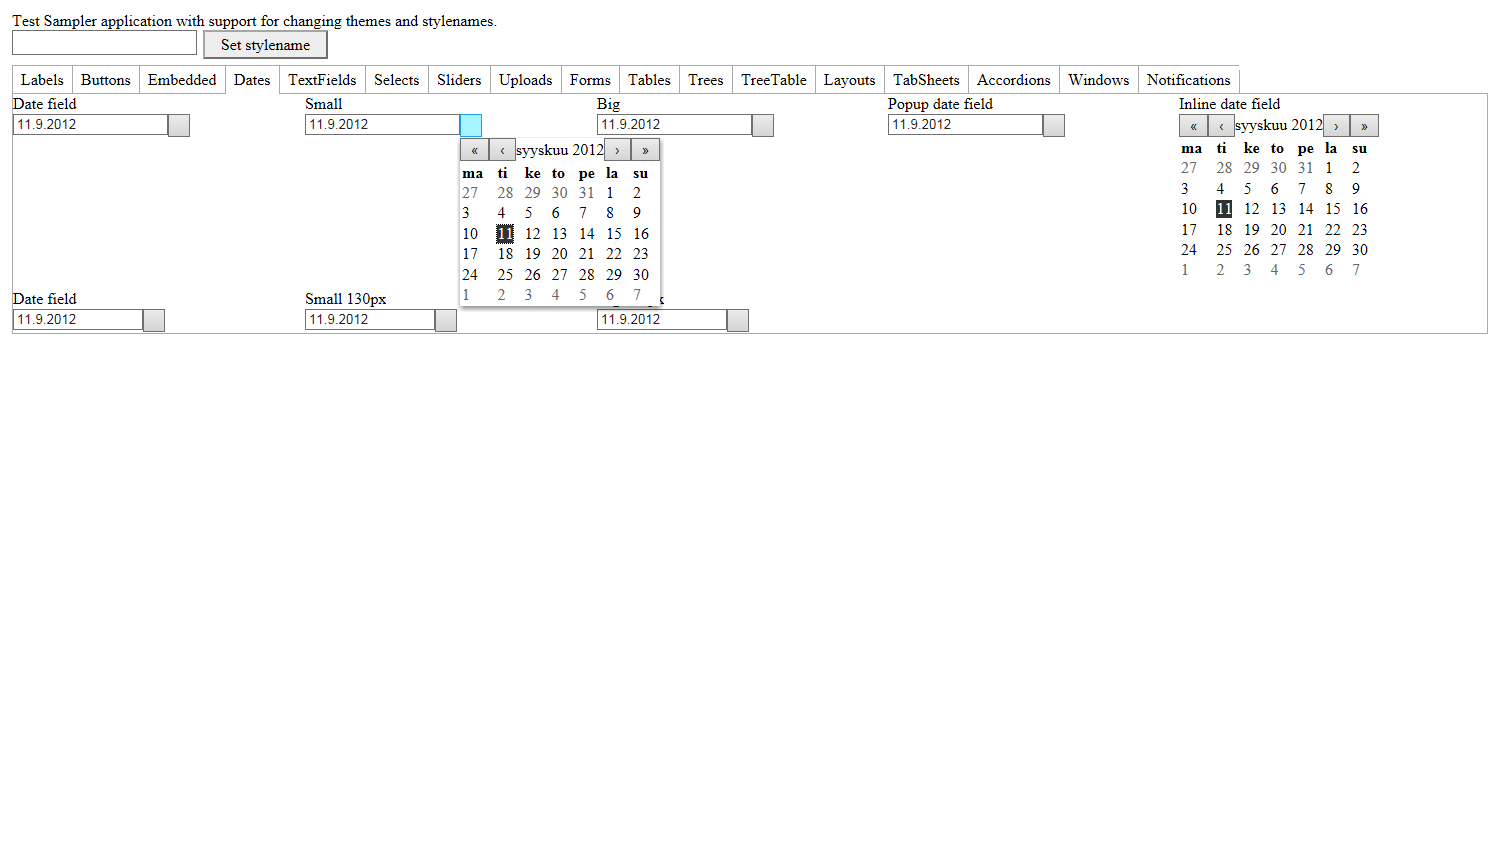 Test Sampler application with support for changing themes and stylenames.
Set stylename
Labels Buttons Embedded Dates TextFields Selects Sliders Uploads Forms Tables Trees TreeTable Layouts TabSheets Accordions Windows Notifications
Date field Small Big Popup date field Inline date field
11.9.2012 11.9.2012 11.9.2012 11.9.2012
« ‹ syyskuu 2012 › »
ma ti ke to pe la su
27 28 29 30 31 1 2
3 4 5 6 7 8 9
10 11 12 13 14 15 16
17 18 19 20 21 22 23
24 25 26 27 28 29 30
1 2 3 4 5 6 7
« ‹ syyskuu 2012 › »
ma ti ke to pe la su
27 28 29 30 31 1 2
3 4 5 6 7 8 9
10 11 12 13 14 15 16
17 18 19 20 21 22 23
24 25 26 27 28 29 30
1 2 3 4 5 6 7
Date field Small 130px
11.9.2012 11.9.2012 11.9.2012